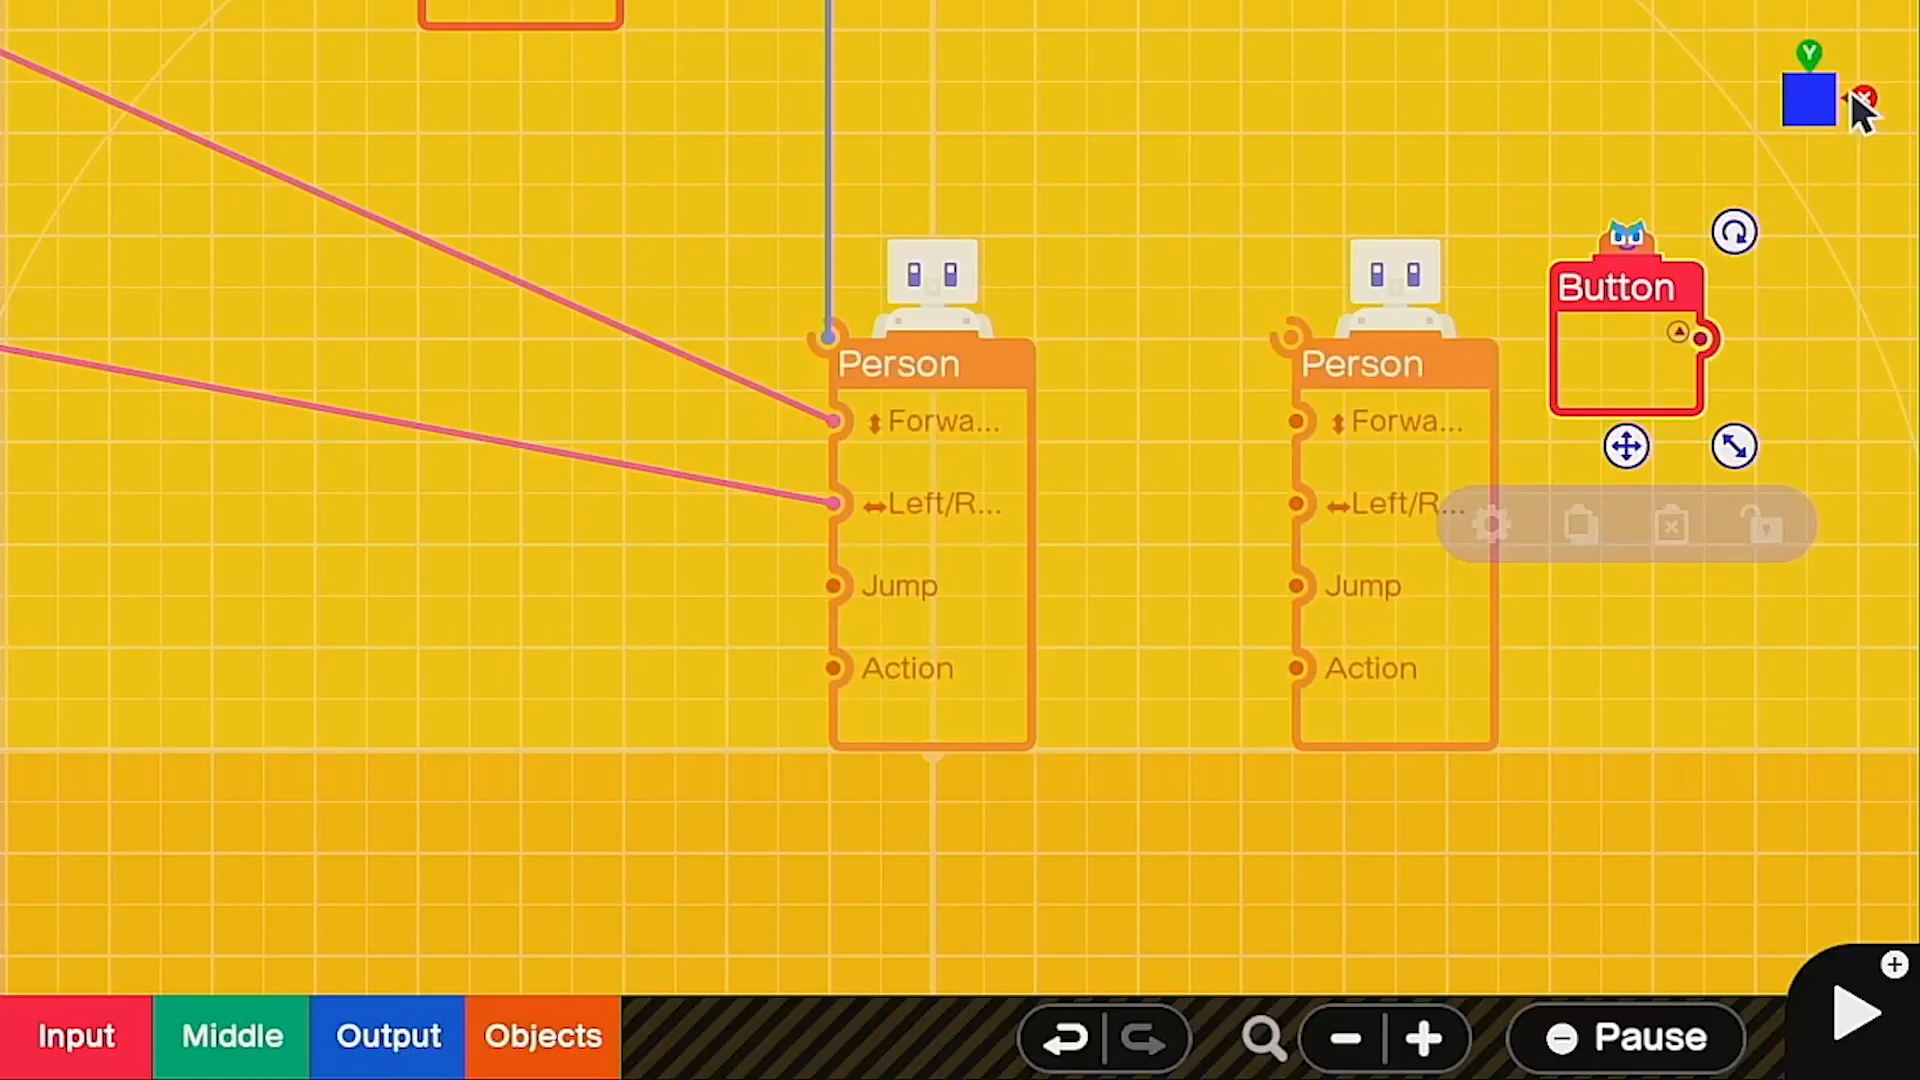 Y
X
Button
Person
Forwa...
Left/R...
Jump
Action
Person
Forwa...
Left/R...
Jump
Action
Input
Middle
Output
Objects
Pause